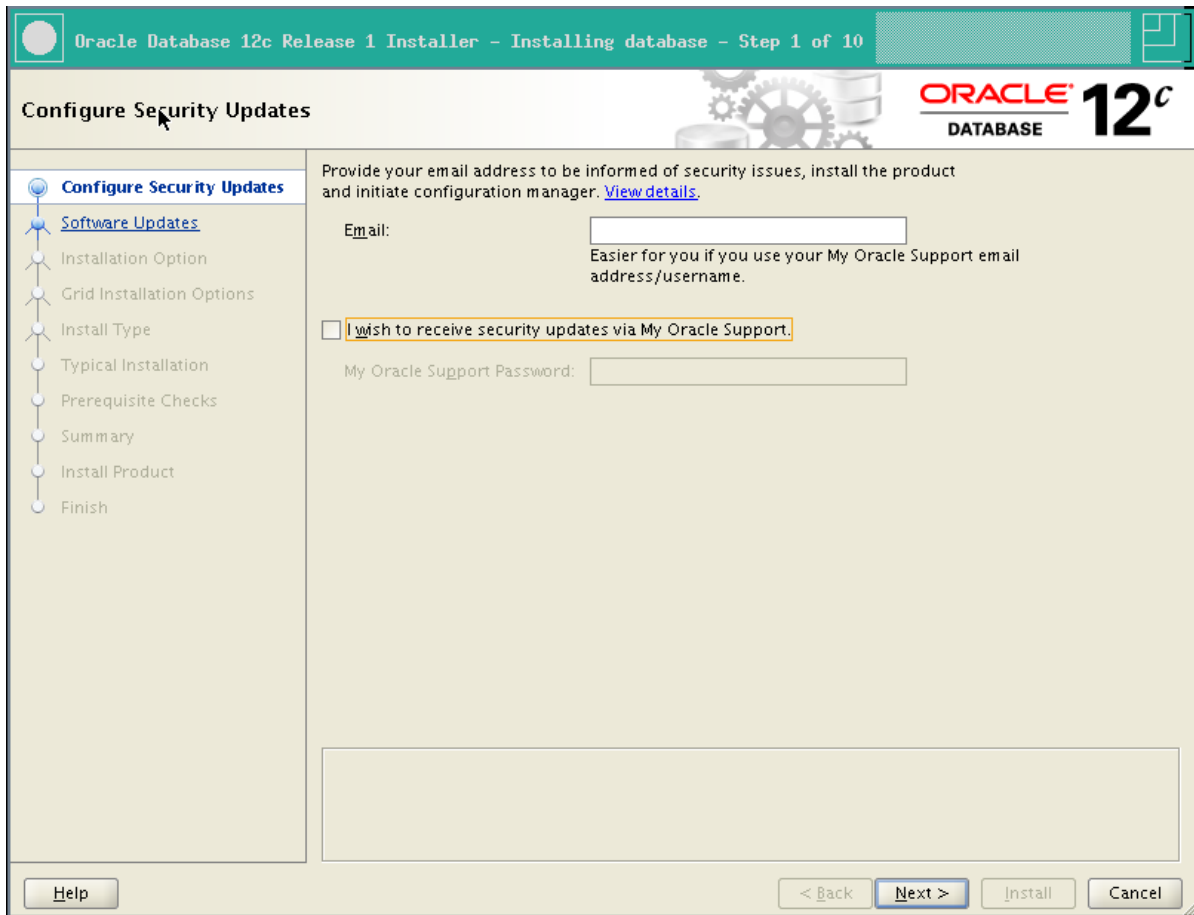 Oracle Database 12c Release 1 Installer - Installing database - Step 1 of 10
Configure Security Updates
ORACLE®
DATABASE
12c
Configure Security Updates
Software Updates
Installation Option
Grid Installation Options
Install Type
Typical Installation
Prerequisite Checks
Summary
Install Product
Finish
Provide your email address to be informed of security issues, install the product
and initiate configuration manager. View details.
Email:
Easier for you if you use your My Oracle Support email
address/username.
I wish to receive security updates via My Oracle Support.
My Oracle Support Password:
Help
< Back
Next >
Install
Cancel